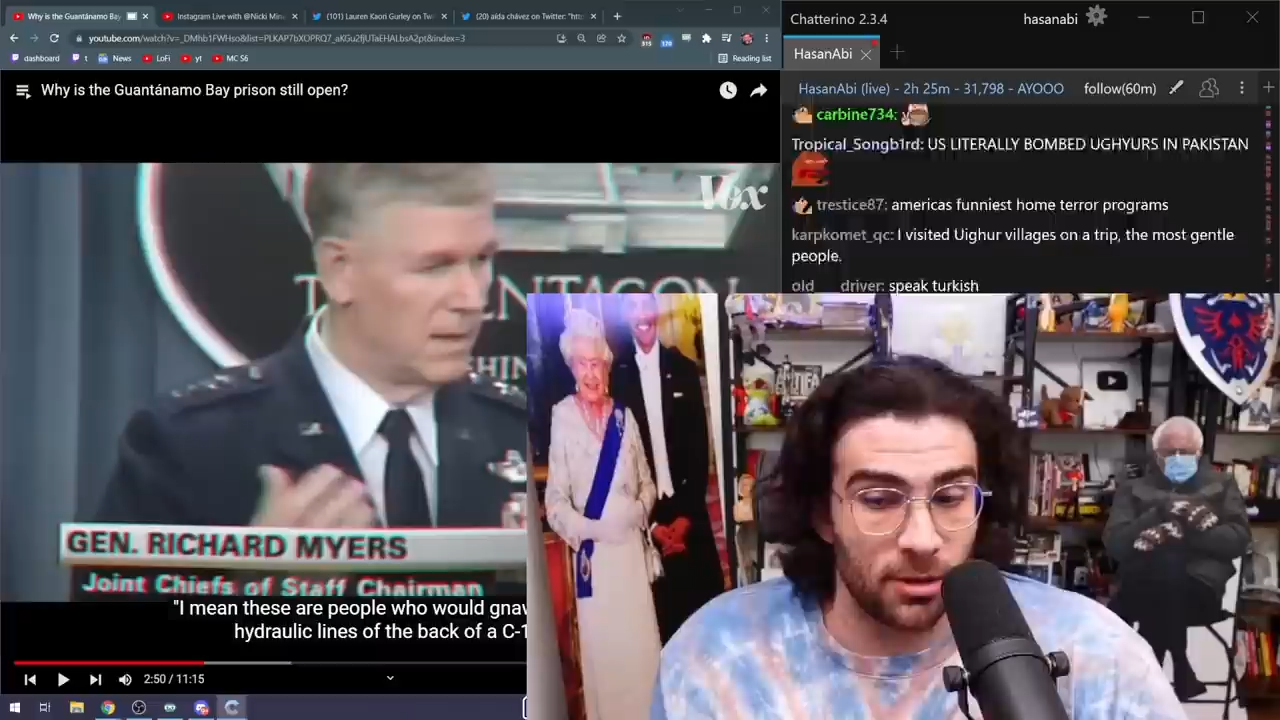 Why is the Guantánamo Bay
Instagram Live with @Nicki Min
(101) Lauren Kaori Gurley on Tw
(20) aída chávez on Twitter: "htt
youtube.com/watch?v=_DMhb1FWHso&list=PLKAP7bXOPRQ7_aKGu2fjUTaEHALbsA2pt&index=3
dashboard
t
News
LoFi
yt
MC S6
Reading list
Why is the Guantánamo Bay prison still open?
Vox
GEN. RICHARD MYERS
Joint Chiefs of Staff Chairman
"I mean these are people who would gnaw
hydraulic lines of the back of a C-1
2:50 / 11:15
Chatterino 2.3.4
hasanabi
HasanAbi
HasanAbi (live) - 2h 25m - 31,798 - AYOOO
follow(60m)
carbine734:
Tropical_Songb1rd: US LITERALLY BOMBED UGHYURS IN PAKISTAN
trestice87: americas funniest home terror programs
karpkomet_qc: I visited Uighur villages on a trip, the most gentle
people.
old__driver: speak turkish